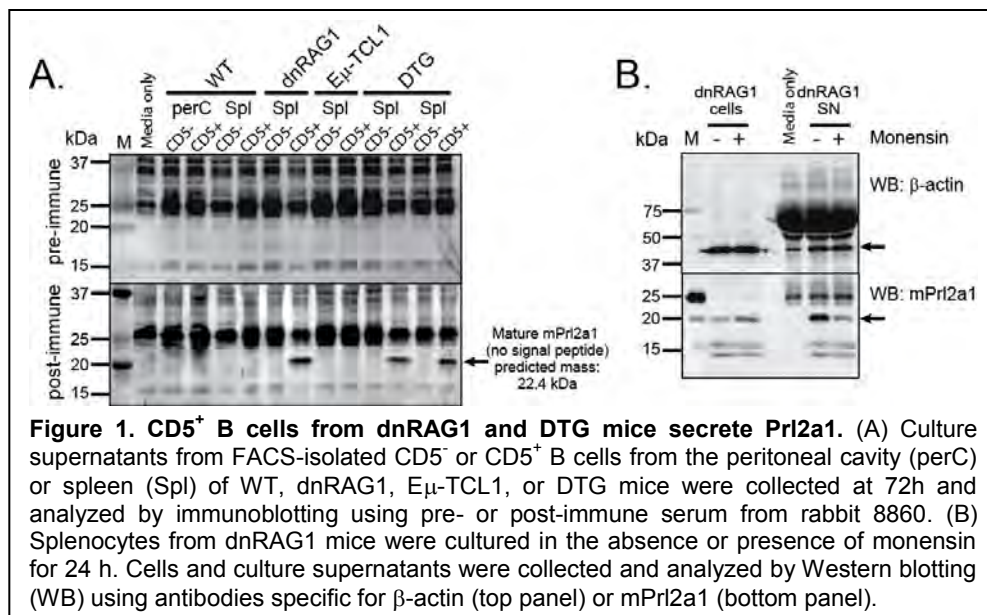 A.
WT
dnRAG1
Eμ-TCL1
DTG
Media only
perC Spl Spl Spl Spl Spl
kDa M CD5- CD5+ CD5- CD5+ CD5- CD5+ CD5- CD5+ CD5- CD5+
37
25
20
15
pre-immune
37
25
20
15
post-immune
Mature mPrl2a1
(no signal peptide)
predicted mass:
22.4 kDa
B.
dnRAG1
cells
Media only
dnRAG1
SN
kDa M - + - + Monensin
WB: β-actin
75
50
37
WB: mPrl2a1
25
20
15
Figure 1. CD5+ B cells from dnRAG1 and DTG mice secrete Prl2a1. (A) Culture
supernatants from FACS-isolated CD5- or CD5+ B cells from the peritoneal cavity (perC)
or spleen (Spl) of WT, dnRAG1, Eμ-TCL1, or DTG mice were collected at 72h and
analyzed by immunoblotting using pre- or post-immune serum from rabbit 8860. (B)
Splenocytes from dnRAG1 mice were cultured in the absence or presence of monensin
for 24 h. Cells and culture supernatants were collected and analyzed by Western blotting
(WB) using antibodies specific for β-actin (top panel) or mPrl2a1 (bottom panel).